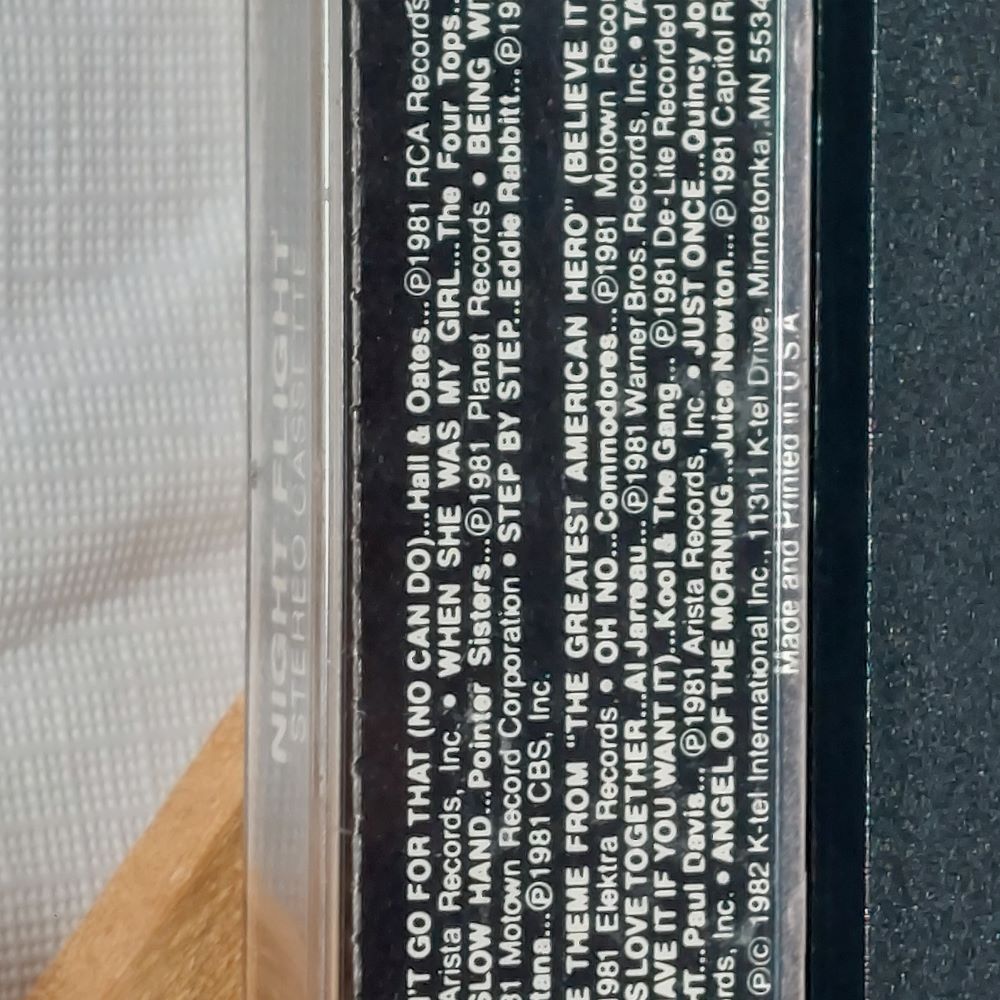 NIGHT FLIGHT
STEREO CASSETTE
N'T GO FOR THAT (NO CAN DO)...Hall & Oates... ℗1981 RCA Records
Arista Records, Inc. • WHEN SHE WAS MY GIRL...The Four Tops...
SLOW HAND...Pointer Sisters...℗1981 Planet Records • BEING WI
81 Motown Record Corporation • STEP BY STEP...Eddie Rabbitt...℗19
tana...℗1981 CBS, Inc.
E THEME FROM "THE GREATEST AMERICAN HERO" (BELIEVE IT
981 Elektra Records. • OH NO...Commodores...℗1981 Motown Recor
S LOVE TOGETHER...Al Jarreau...℗1981 Warner Bros. Records, Inc. • TA
AVE IT IF YOU WANT IT)...Kool & The Gang... ℗1981 De-Lite Recorded
HT...Paul Davis... ℗1981 Arista Records, Inc. • JUST ONCE...Quincy Jo
rds, Inc. • ANGEL OF THE MORNING...Juice Newton... ℗1981 Capitol R
℗© 1982 K-tel International Inc., 11311 K-tel Drive, Minnetonka, MN 5534
Made and Printed in U.S.A